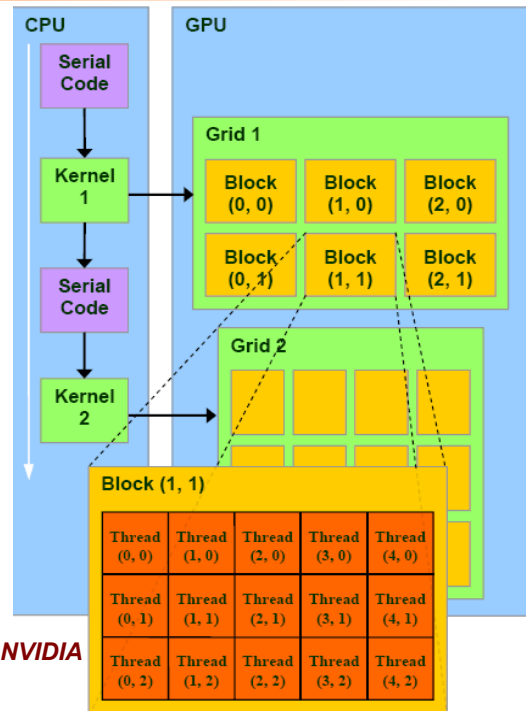 CPU
GPU
Serial
Code
Grid 1
Kernel
1
Block
(0, 0)
Block
(1, 0)
Block
(2, 0)
Block
(0, 1)
Block
(1, 1)
Block
(2, 1)
Serial
Code
Grid 2
Kernel
2
Block (1, 1)
Thread
(0, 0)
Thread
(1, 0)
Thread
(2, 0)
Thread
(3, 0)
Thread
(4, 0)
Thread
(0, 1)
Thread
(1, 1)
Thread
(2, 1)
Thread
(3, 1)
Thread
(4, 1)
Thread
(0, 2)
Thread
(1, 2)
Thread
(2, 2)
Thread
(3, 2)
Thread
(4, 2)
NVIDIA